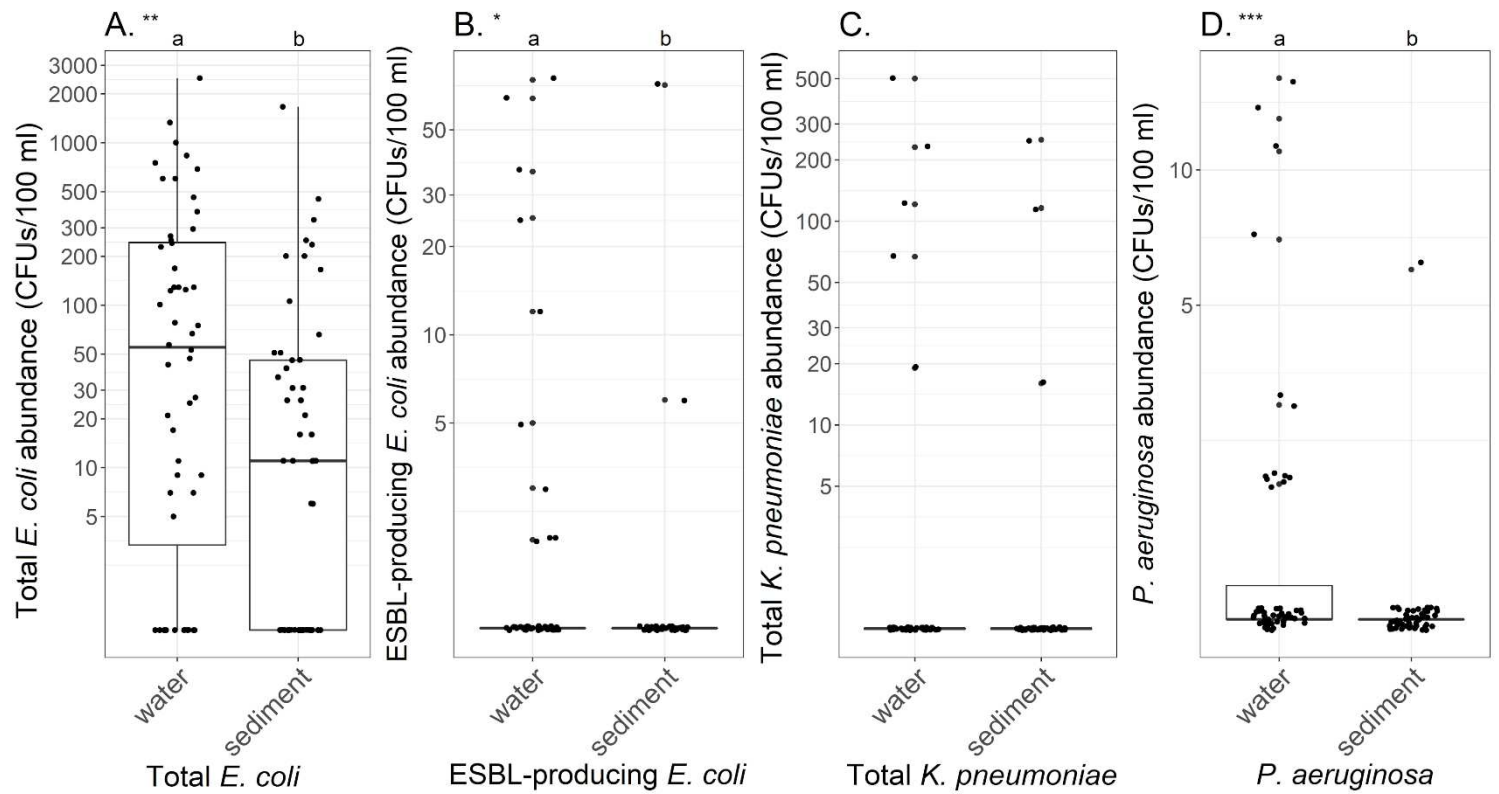 A. **
a b
Total E. coli abundance (CFUs/100 ml)
3000
2000
1000
500
300
200
100
50
30
20
10
5
water
sediment
Total E. coli
B. *
a b
ESBL-producing E. coli abundance (CFUs/100 ml)
50
30
20
10
5
water
sediment
ESBL-producing E. coli
C.
Total K. pneumoniae abundance (CFUs/100 ml)
500
300
200
100
50
30
20
10
5
water
sediment
Total K. pneumoniae
D. ***
a b
P. aeruginosa abundance (CFUs/100 ml)
10
5
water
sediment
P. aeruginosa